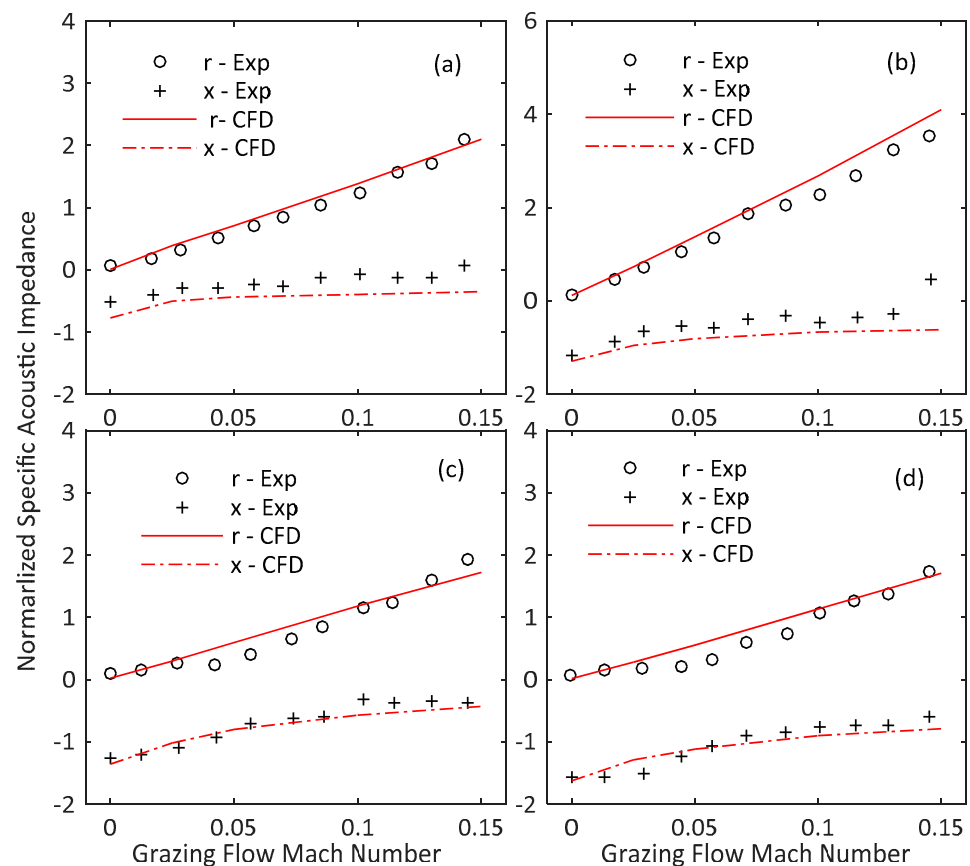 Normarlized Specific Acoustic Impedance
4
3
2
1
0
-1
-2
r - Exp
x - Exp
r- CFD
x - CFD
(a)
0
0.05
0.1
0.15
6
4
2
0
-2
r - Exp
x - Exp
r - CFD
x - CFD
(b)
0
0.05
0.1
0.15
4
3
2
1
0
-1
-2
r - Exp
x - Exp
r - CFD
x - CFD
(c)
0
0.05
0.1
0.15
Grazing Flow Mach Number
4
3
2
1
0
-1
-2
r - Exp
x - Exp
r - CFD
x - CFD
(d)
0
0.05
0.1
0.15
Grazing Flow Mach Number